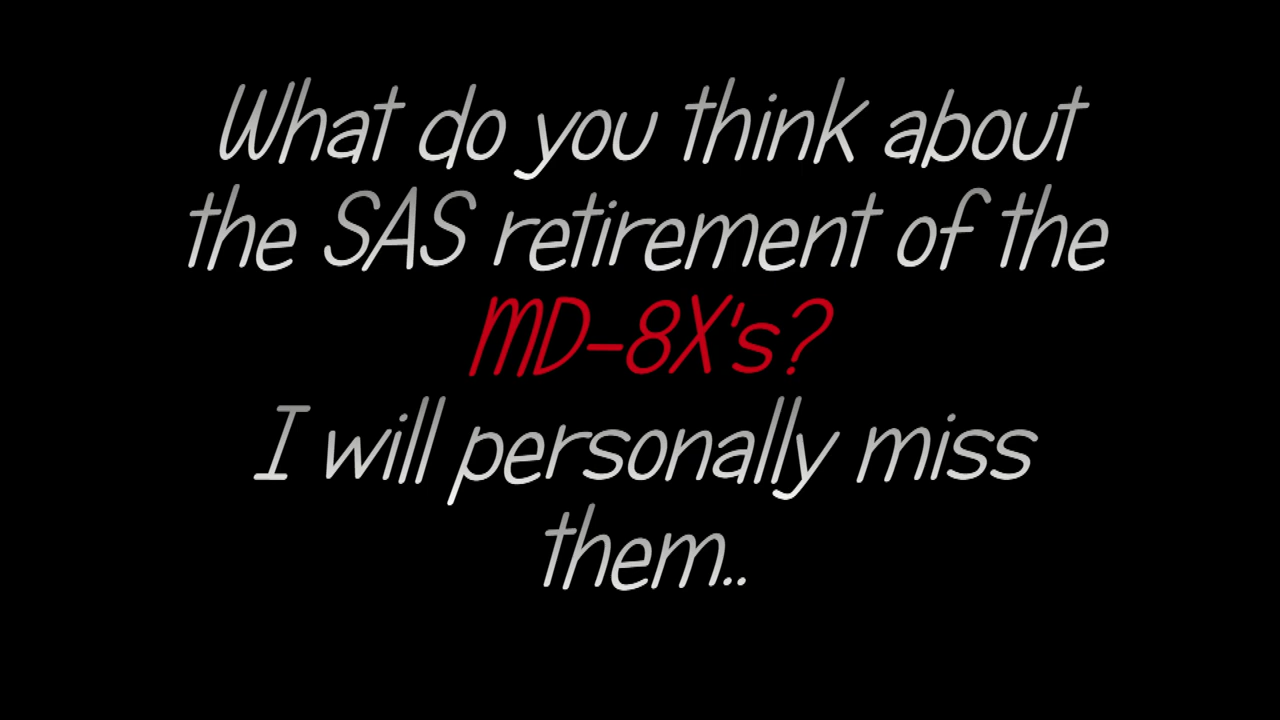 What do you think about
the SAS retirement of the
MD-8X's?
I will personally miss
them..